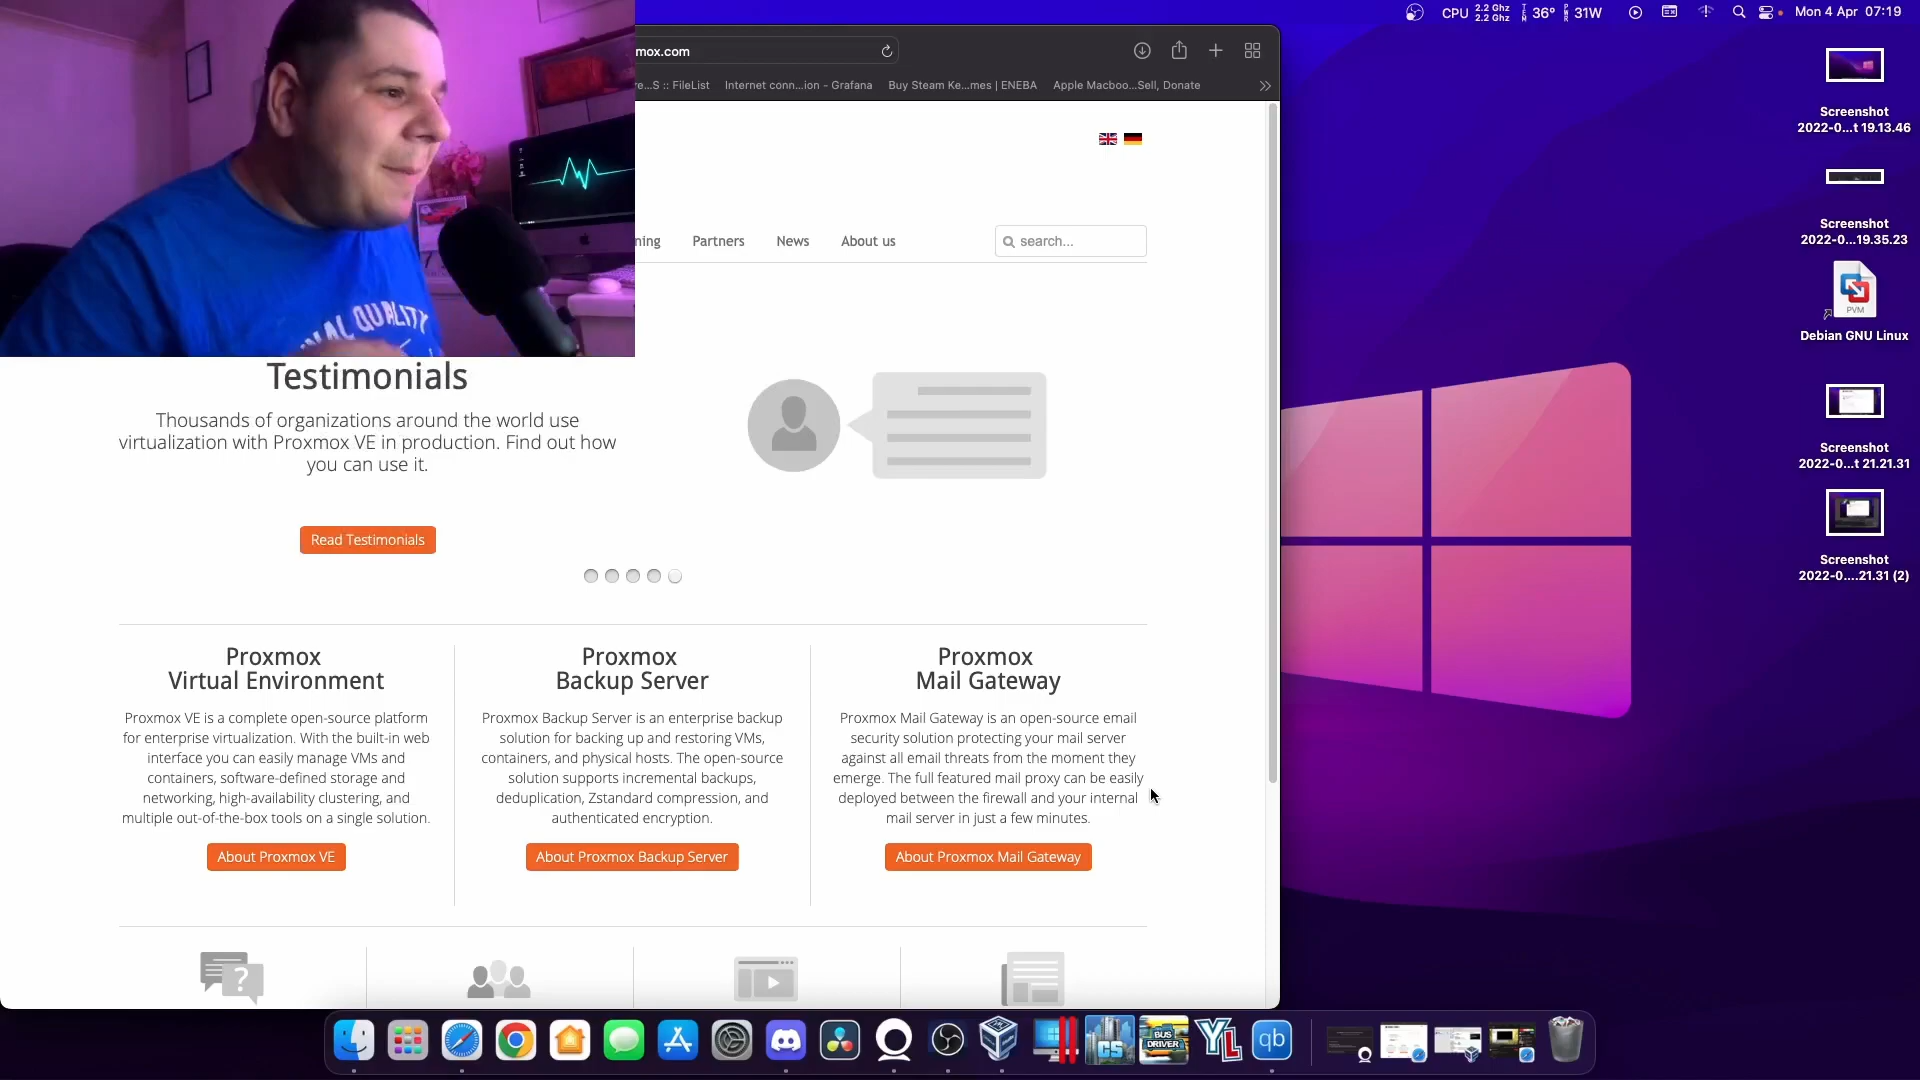 CPU 2.2 Ghz 2.2 Ghz 36° 31W Mon 4 Apr 07:19
mox.com
e...S :: FileList Internet conn...ion - Grafana Buy Steam Ke...mes | ENEBA Apple Macboo...Sell, Donate
ning Partners News About us search...
NAL QUALITY
Testimonials
Thousands of organizations around the world use
virtualization with Proxmox VE in production. Find out how
you can use it.
Read Testimonials
Proxmox
Virtual Environment
Proxmox VE is a complete open-source platform
for enterprise virtualization. With the built-in web
interface you can easily manage VMs and
containers, software-defined storage and
networking, high-availability clustering, and
multiple out-of-the-box tools on a single solution.
About Proxmox VE
Proxmox
Backup Server
Proxmox Backup Server is an enterprise backup
solution for backing up and restoring VMs,
containers, and physical hosts. The open-source
solution supports incremental backups,
deduplication, Zstandard compression, and
authenticated encryption.
About Proxmox Backup Server
Proxmox
Mail Gateway
Proxmox Mail Gateway is an open-source email
security solution protecting your mail server
against all email threats from the moment they
emerge. The full featured mail proxy can be easily
deployed between the firewall and your internal
mail server in just a few minutes.
About Proxmox Mail Gateway
?
Screenshot
2022-0...t 19.13.46
Screenshot
2022-0...19.35.23
PVM
Debian GNU Linux
Screenshot
2022-0...t 21.21.31
Screenshot
2022-0....21.31 (2)
CS
BUS
DRIVER
YL
qb